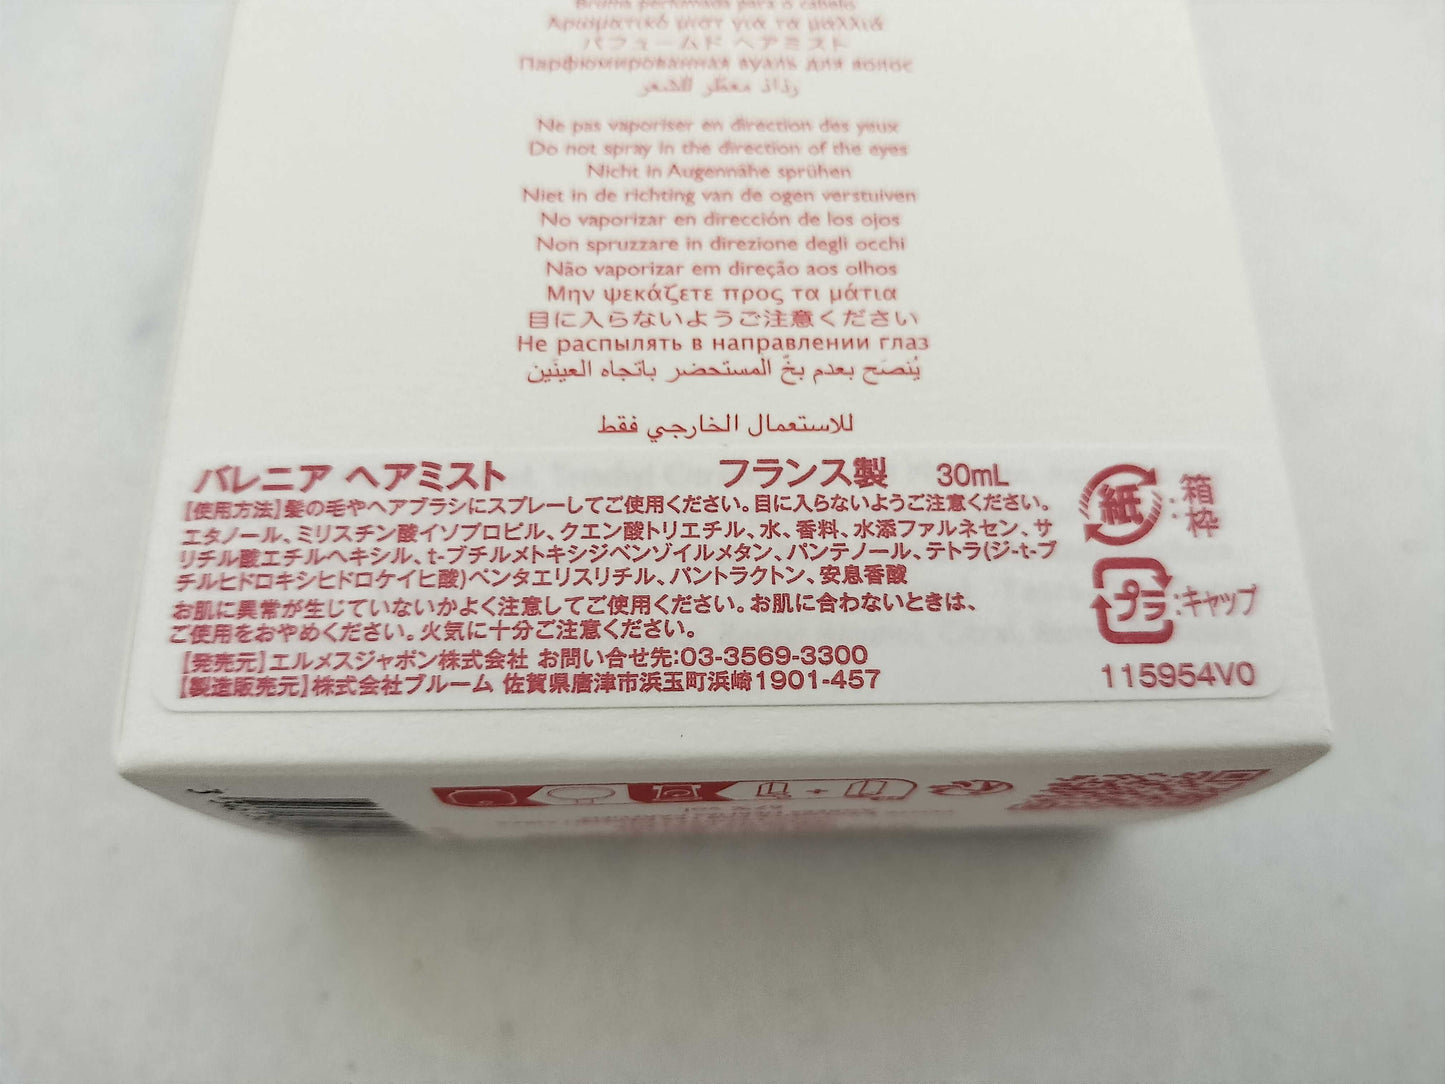 Bruma perfumada para o cabelo
Αρωματικό μιστ για τα μαλλιά
パフュームド ヘアミスト
Парфюмированная вуаль для волос
رذاذ معطّر للشعر
Ne pas vaporiser en direction des yeux
Do not spray in the direction of the eyes
Nicht in Augennähe sprühen
Niet in de richting van de ogen verstuiven
No vaporizar en dirección de los ojos
Non spruzzare in direzione degli occhi
Não vaporizar em direção aos olhos
Μην ψεκάζετε προς τα μάτια
目に入らないようご注意ください
Не распылять в направлении глаз
يُنصَح بعدم بخّ المستحضر باتجاه العينَين
للاستعمال الخارجي فقط
バレニア ヘアミスト フランス製 30mL
【使用方法】髪の毛やヘアブラシにスプレーしてご使用ください。目に入らないようご注意ください。
エタノール、ミリスチン酸イソプロピル、クエン酸トリエチル、水、香料、水添ファルネセン、サ
リチル酸エチルヘキシル、t-ブチルメトキシジベンゾイルメタン、パンテノール、テトラ(ジ-t-ブ
チルヒドロキシヒドロケイヒ酸)ペンタエリスリチル、パントラクトン、安息香酸
お肌に異常が生じていないかよく注意してご使用ください。お肌に合わないときは、
ご使用をおやめください。火気に十分ご注意ください。
【発売元】エルメスジャポン株式会社 お問い合せ先:03-3569-3300
【製造販売元】株式会社ブルーム 佐賀県唐津市浜玉町浜崎1901-457
紙:箱
枠
プラ:キャップ
115954V0